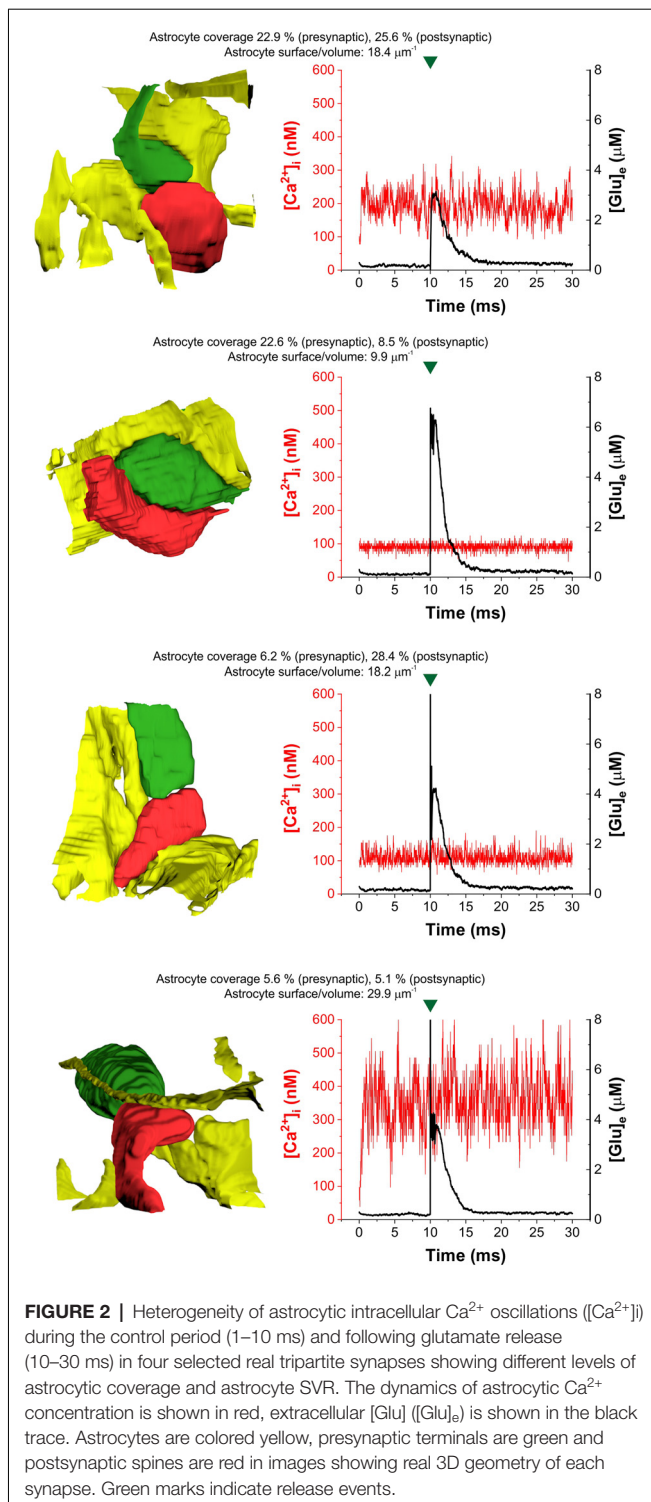 Astrocyte coverage 22.9 % (presynaptic), 25.6 % (postsynaptic)
Astrocyte surface/volume: 18.4 µm⁻¹
600
500
400
300
200
100
0
[Ca²⁺]ᵢ (nM)
8
6
4
2
0
[Glu]ₑ (µM)
0 5 10 15 20 25 30
Time (ms)
Astrocyte coverage 22.6 % (presynaptic), 8.5 % (postsynaptic)
Astrocyte surface/volume: 9.9 µm⁻¹
600
500
400
300
200
100
0
[Ca²⁺]ᵢ (nM)
8
6
4
2
0
[Glu]ₑ (µM)
0 5 10 15 20 25 30
Time (ms)
Astrocyte coverage 6.2 % (presynaptic), 28.4 % (postsynaptic)
Astrocyte surface/volume: 18.2 µm⁻¹
600
500
400
300
200
100
0
[Ca²⁺]ᵢ (nM)
8
6
4
2
0
[Glu]ₑ (µM)
0 5 10 15 20 25 30
Time (ms)
Astrocyte coverage 5.6 % (presynaptic), 5.1 % (postsynaptic)
Astrocyte surface/volume: 29.9 µm⁻¹
600
500
400
300
200
100
0
[Ca²⁺]ᵢ (nM)
8
6
4
2
0
[Glu]ₑ (µM)
0 5 10 15 20 25 30
Time (ms)
FIGURE 2 | Heterogeneity of astrocytic intracellular Ca²⁺ oscillations ([Ca²⁺]i)
during the control period (1–10 ms) and following glutamate release
(10–30 ms) in four selected real tripartite synapses showing different levels of
astrocytic coverage and astrocyte SVR. The dynamics of astrocytic Ca²⁺
concentration is shown in red, extracellular [Glu] ([Glu]ₑ) is shown in the black
trace. Astrocytes are colored yellow, presynaptic terminals are green and
postsynaptic spines are red in images showing real 3D geometry of each
synapse. Green marks indicate release events.